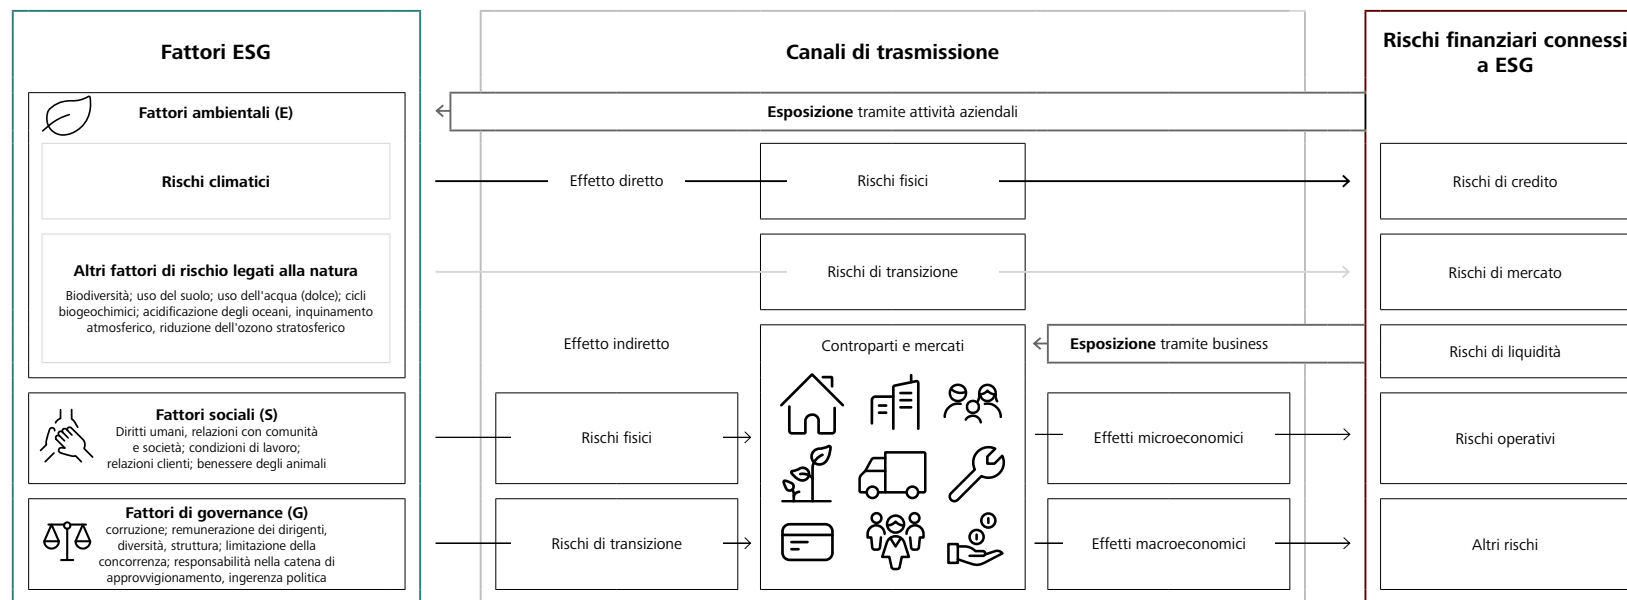 Fattori ESG
Fattori ambientali (E)
Rischi climatici
Altri fattori di rischio legati alla natura
Biodiversità; uso del suolo; uso dell'acqua (dolce); cicli
biogeochimici; acidificazione degli oceani, inquinamento
atmosferico, riduzione dell'ozono stratosferico
Fattori sociali (S)
Diritti umani, relazioni con comunità
e società; condizioni di lavoro;
relazioni clienti; benessere degli animali
Fattori di governance (G)
corruzione; remunerazione dei dirigenti,
diversità, struttura; limitazione della
concorrenza; responsabilità nella catena di
approvvigionamento, ingerenza politica
Canali di trasmissione
Esposizione tramite attività aziendali
Effetto diretto
Rischi fisici
Rischi di transizione
Effetto indiretto
Controparti e mercati
Esposizione tramite business
Rischi fisici
Effetti microeconomici
Rischi di transizione
Effetti macroeconomici
Rischi finanziari connessi
a ESG
Rischi di credito
Rischi di mercato
Rischi di liquidità
Rischi operativi
Altri rischi